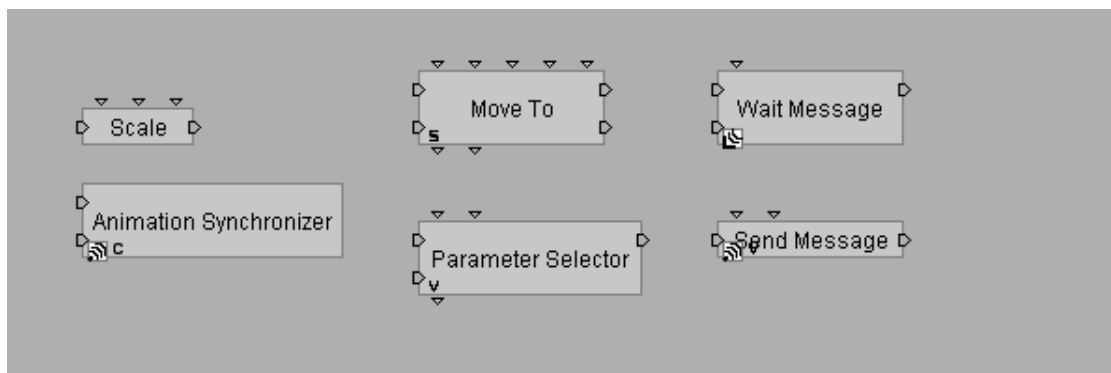 Scale
Move To
S
Wait Message
Animation Synchronizer
C
Parameter Selector
V
Send Message
V